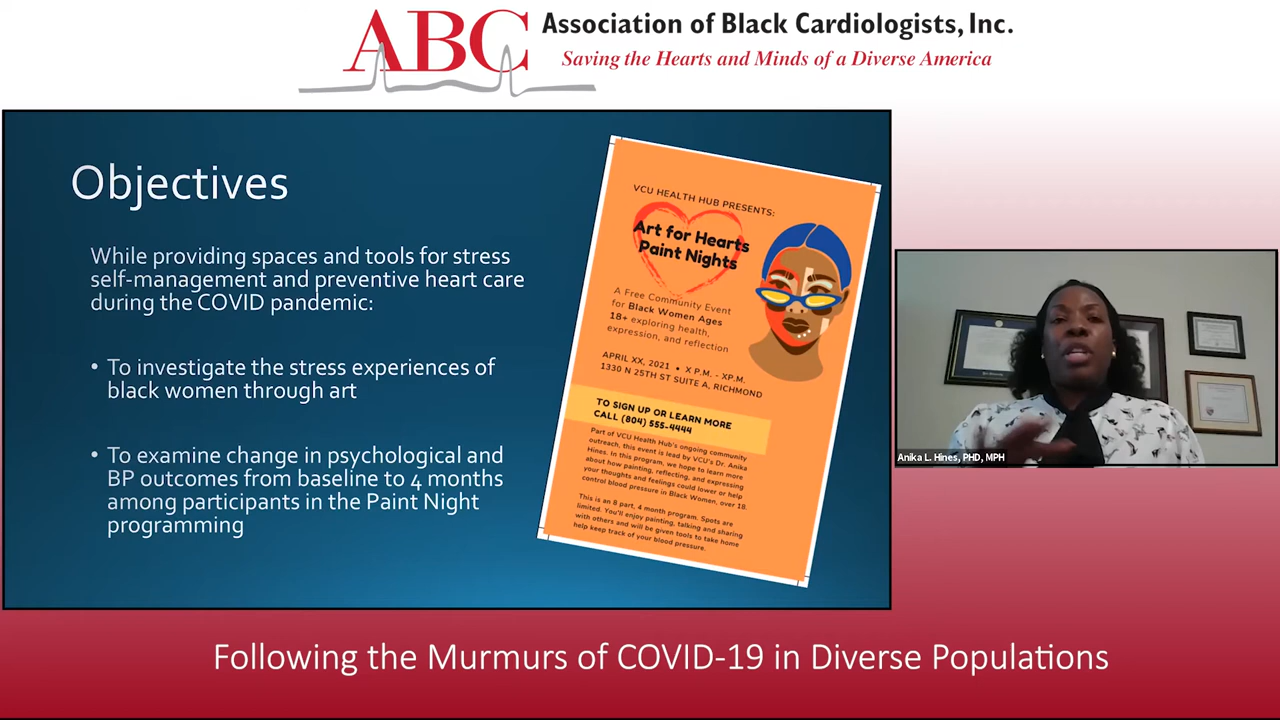 ABC
Association of Black Cardiologists, Inc.
Saving the Hearts and Minds of a Diverse America
Objectives
While providing spaces and tools for stress
self-management and preventive heart care
during the COVID pandemic:
• To investigate the stress experiences of
black women through art
• To examine change in psychological and
BP outcomes from baseline to 4 months
among participants in the Paint Night
programming
VCU HEALTH HUB PRESENTS:
Art for Hearts
Paint Nights
A Free Community Event
for Black Women Ages
18+ exploring health,
expression, and reflection
APRIL XX, 2021 • X P.M. - XP.M.
1330 N 25TH ST SUITE A, RICHMOND
TO SIGN UP OR LEARN MORE
CALL (804) 555-4444
Part of VCU Health Hub's ongoing community
outreach, this event is lead by VCU's Dr. Anika
Hines. In this program, we hope to learn more
about how painting, reflecting, and expressing
your thoughts and feelings could lower or help
control blood pressure in Black Women, over 18.
This is an 8 part, 4 month program. Spots are
limited. You'll enjoy painting, talking and sharing
with others and will be given tools to take home
help keep track of your blood pressure.
Anika L. Hines, PHD, MPH
Following the Murmurs of COVID-19 in Diverse Populations